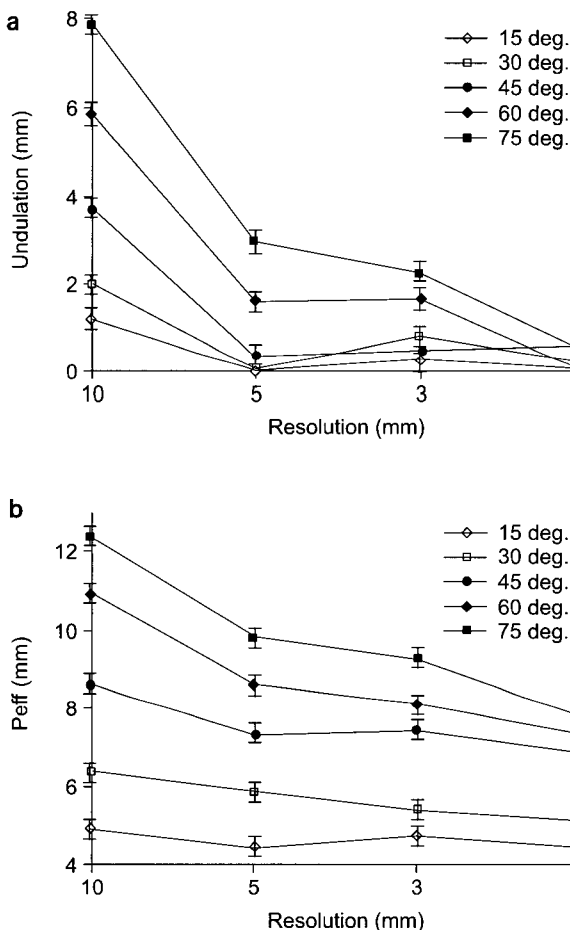 a
8
6
4
2
0
Undulation (mm)
15 deg.
30 deg.
45 deg.
60 deg.
75 deg.
10
5
3
Resolution (mm)
b
12
10
8
6
4
Peff (mm)
15 deg.
30 deg.
45 deg.
60 deg.
75 deg.
10
5
3
Resolution (mm)